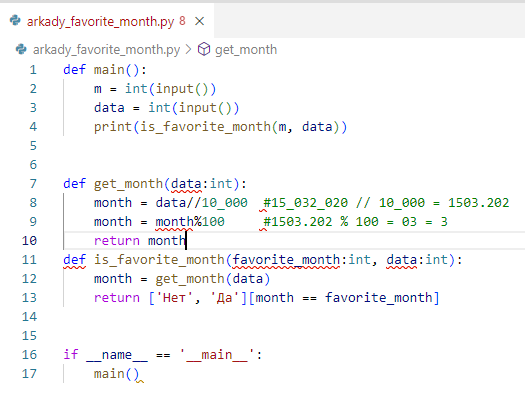 arkady_favorite_month.py 8 ×
arkady_favorite_month.py > get_month
1 def main():
2     m = int(input())
3     data = int(input())
4     print(is_favorite_month(m, data))
5
6
7 def get_month(data:int):
8     month = data//10_000  #15_032_020 // 10_000 = 1503.202
9     month = month%100     #1503.202 % 100 = 03 = 3
10     return month
11 def is_favorite_month(favorite_month:int, data:int):
12     month = get_month(data)
13     return ['Нет', 'Да'][month == favorite_month]
14
15
16 if __name__ == '__main__':
17     main()